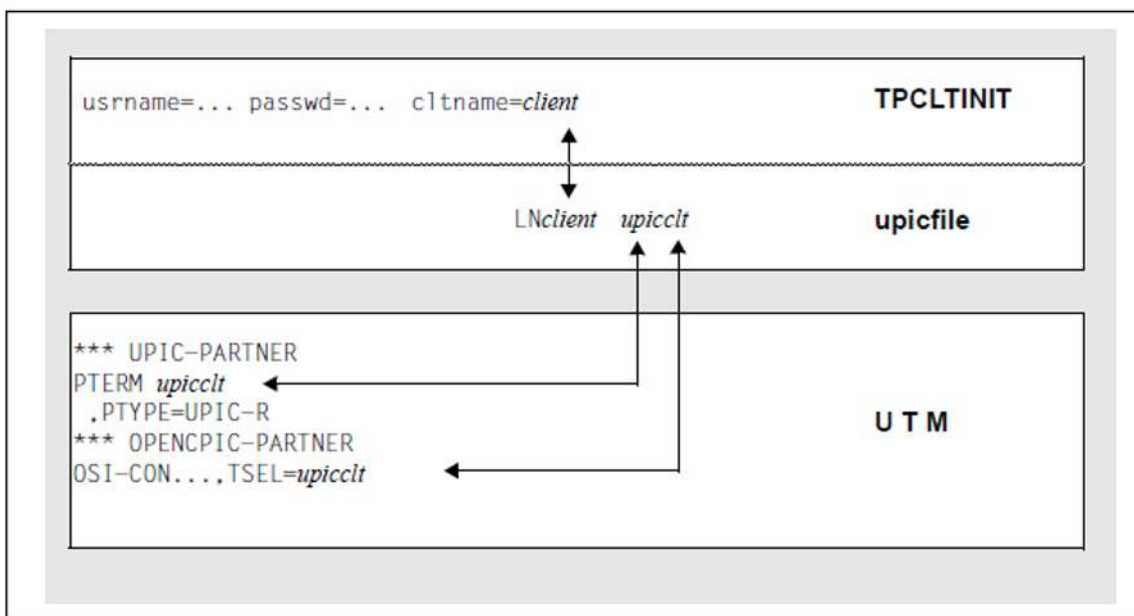 usrname=... passwd=... cltname=client TPCLTINIT
LNclient upicclt upicfile
*** UPIC-PARTNER
PTERM upicclt
,PTYPE=UPIC-R
*** OPENCPIC-PARTNER
OSI-CON...,TSEL=upicclt
U T M